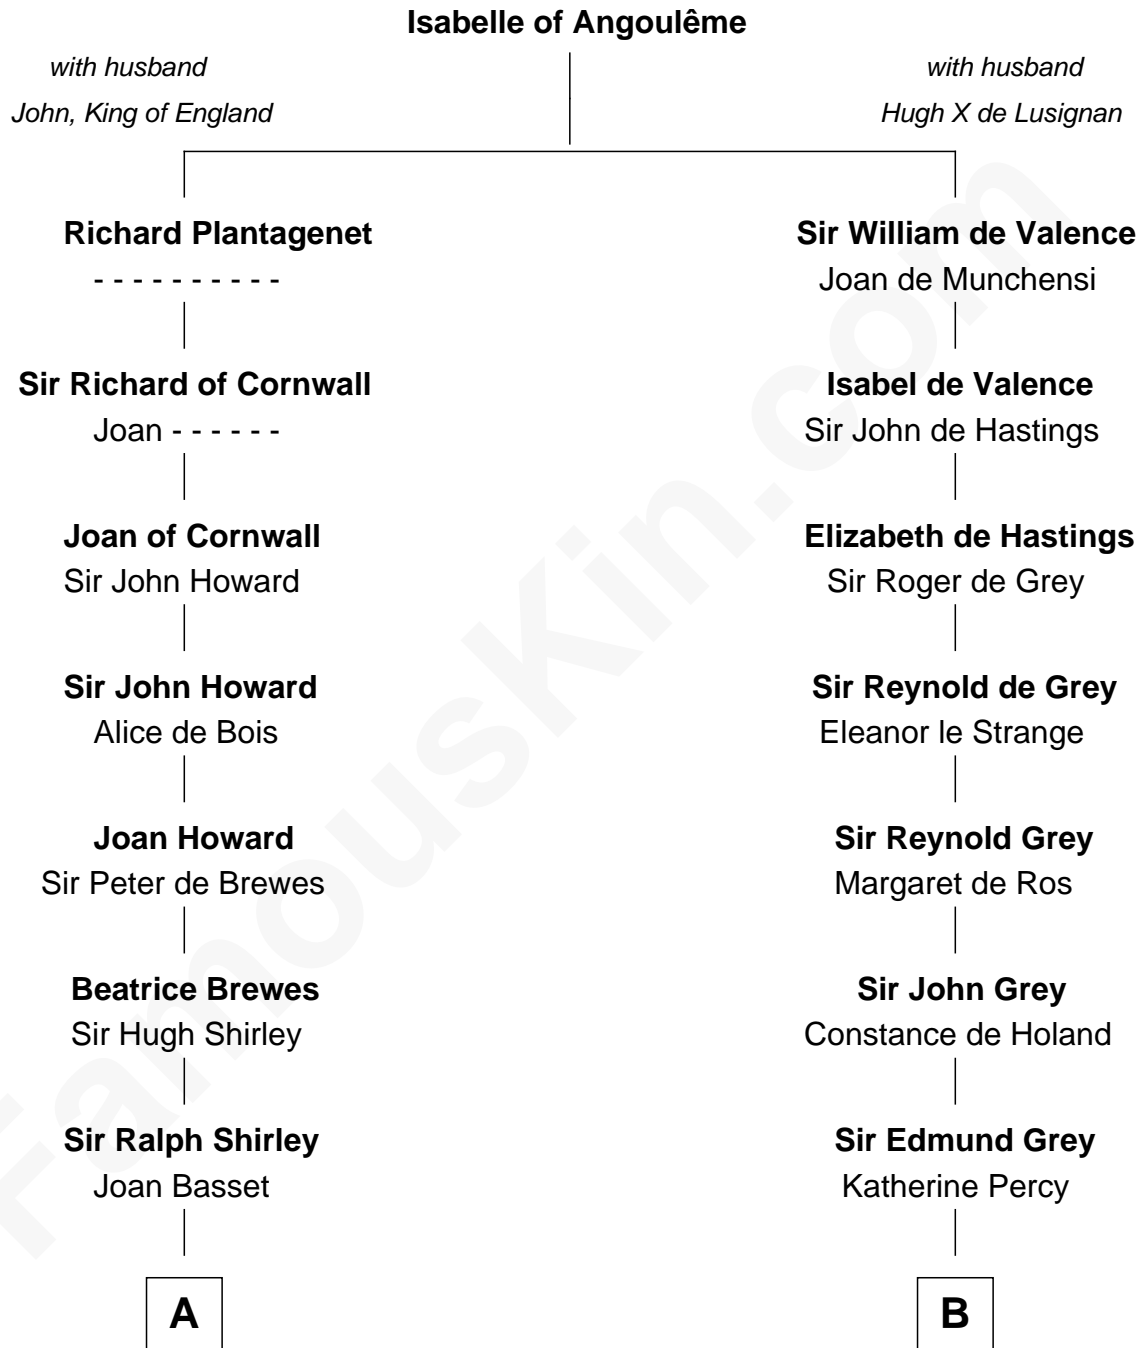 Isabelle of Angoulême
with husband
John, King of England
with husband
Hugh X de Lusignan
Richard Plantagenet
- - - - - - - - - -
Sir William de Valence
Joan de Munchensi
Sir Richard of Cornwall
Joan - - - - - -
Isabel de Valence
Sir John de Hastings
Joan of Cornwall
Sir John Howard
Elizabeth de Hastings
Sir Roger de Grey
Sir John Howard
Alice de Bois
Sir Reynold de Grey
Eleanor le Strange
Joan Howard
Sir Peter de Brewes
Sir Reynold Grey
Margaret de Ros
Beatrice Brewes
Sir Hugh Shirley
Sir John Grey
Constance de Holand
Sir Ralph Shirley
Joan Basset
Sir Edmund Grey
Katherine Percy
A
B
FamousKin.com